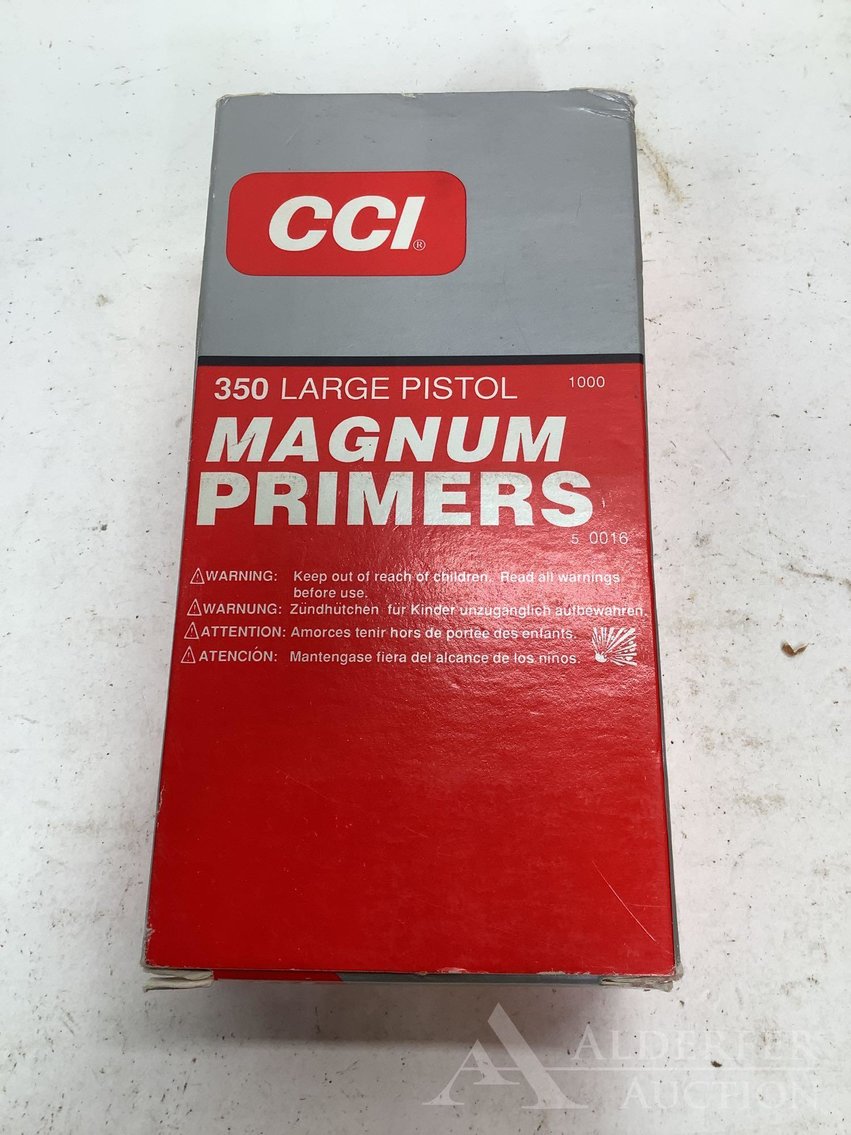 CCI®
350 LARGE PISTOL 1000
MAGNUM
PRIMERS
5 0016
⚠WARNING: Keep out of reach of children. Read all warnings
before use.
⚠WARNUNG: Zündhütchen für Kinder unzugänglich aufbewahren.
⚠ATTENTION: Amorces tenir hors de portee des enfants.
⚠ATENCIÓN: Mantengase fiera del alcance de los ninos.
ALDERFER
AUCTION